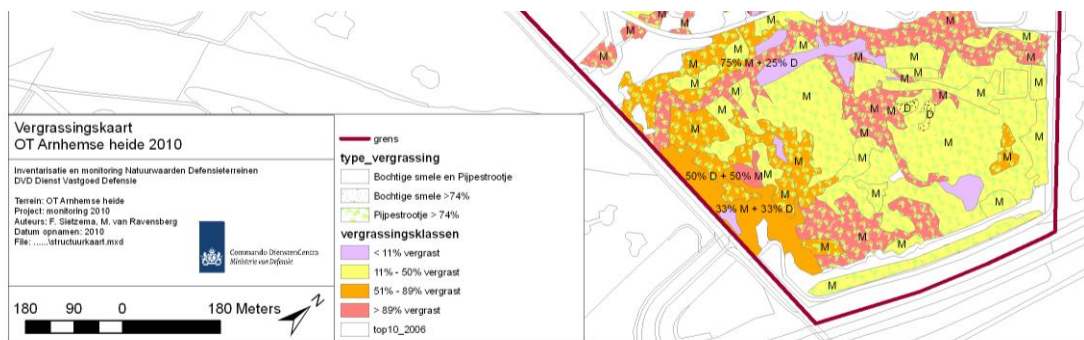 Vergrassingskaart
OT Arnhemse heide 2010
Inventarisatie en monitoring Natuurwaarden Defensieterreinen
DVD Dienst Vastgoed Defensie
Terrein: OT Arnhemse heide
Project: monitoring 2010
Auteurs: F. Sietzema, M. van Ravensberg
Datum opnamen: 2010
File: ......\structuurkaart.mxd
Commando DienstenCentra
Ministerie van Defensie
180 90 0 180 Meters
N
grens
type_vergrassing
Bochtige smele en Pijpestrootje
Bochtige smele >74%
Pijpestrootje > 74%
vergrassingsklassen
< 11% vergrast
11% - 50% vergrast
51% - 89% vergrast
> 89% vergrast
top10_2006
M
M
M
M
M
M
M
75% M + 25% D
M
M
M
M
M
M
M
M
M
M
M
M
D
D
M
M
M
M
M
M
M
M
50% D + 50% M
33% M + 33% D
M
M
M
M
M